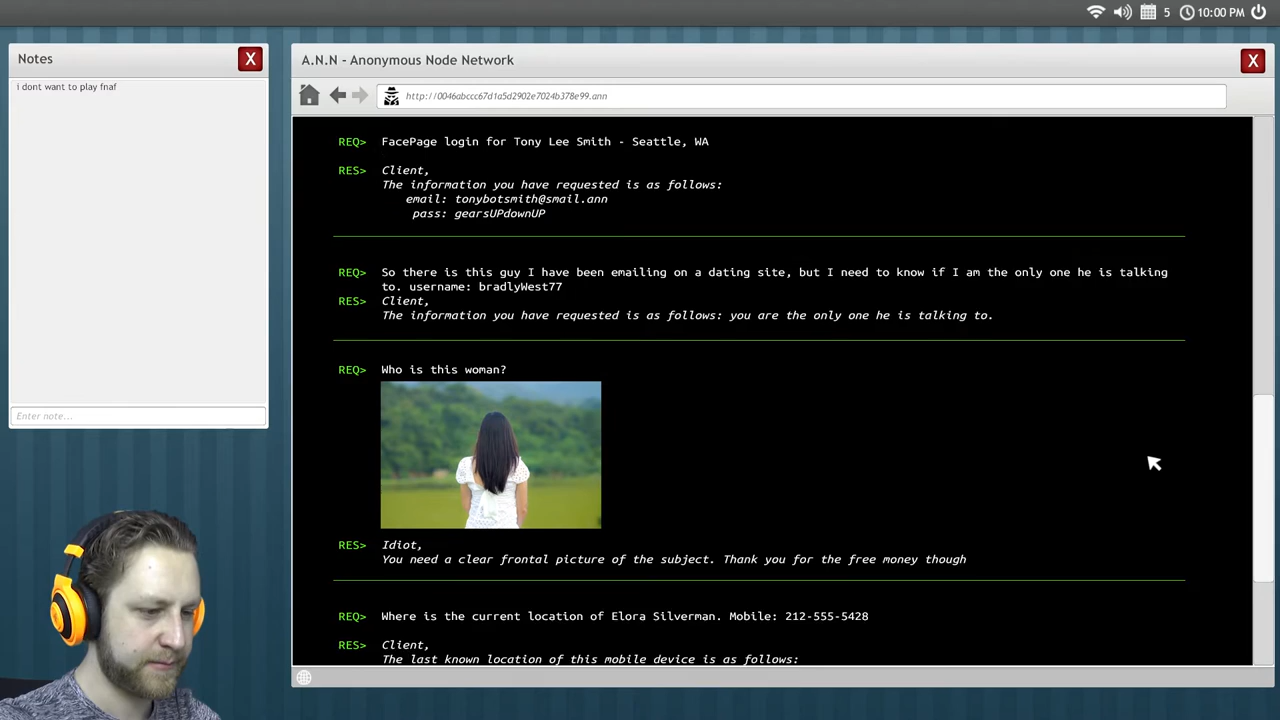 5 10:00 PM
Notes X
i dont want to play fnaf
Enter note...
A.N.N - Anonymous Node Network X
http://0046abccc67d1a5d2902e7024b378e99.ann
REQ> FacePage login for Tony Lee Smith - Seattle, WA
RES> Client,
The information you have requested is as follows:
email: tonybotsmith@smail.ann
pass: gearsUPdownUP
REQ> So there is this guy I have been emailing on a dating site, but I need to know if I am the only one he is talking
to. username: bradlyWest77
RES> Client,
The information you have requested is as follows: you are the only one he is talking to.
REQ> Who is this woman?
RES> Idiot,
You need a clear frontal picture of the subject. Thank you for the free money though
REQ> Where is the current location of Elora Silverman. Mobile: 212-555-5428
RES> Client,
The last known location of this mobile device is as follows: